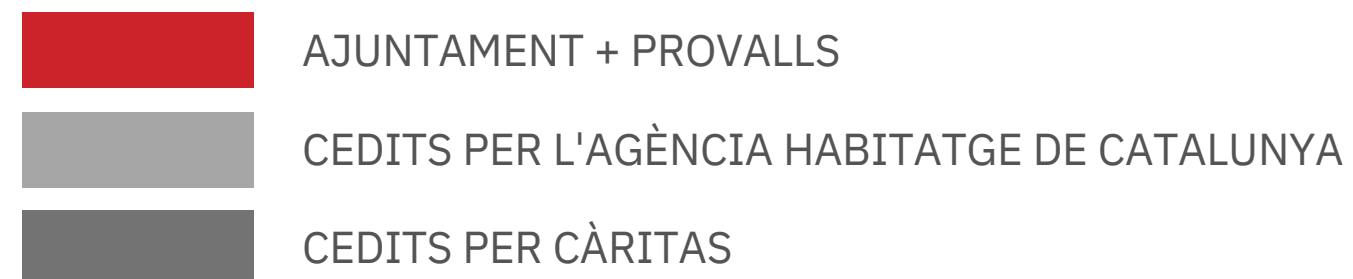 AJUNTAMENT + PROVALLS
CEDITS PER L'AGÈNCIA HABITATGE DE CATALUNYA
CEDITS PER CÀRITAS